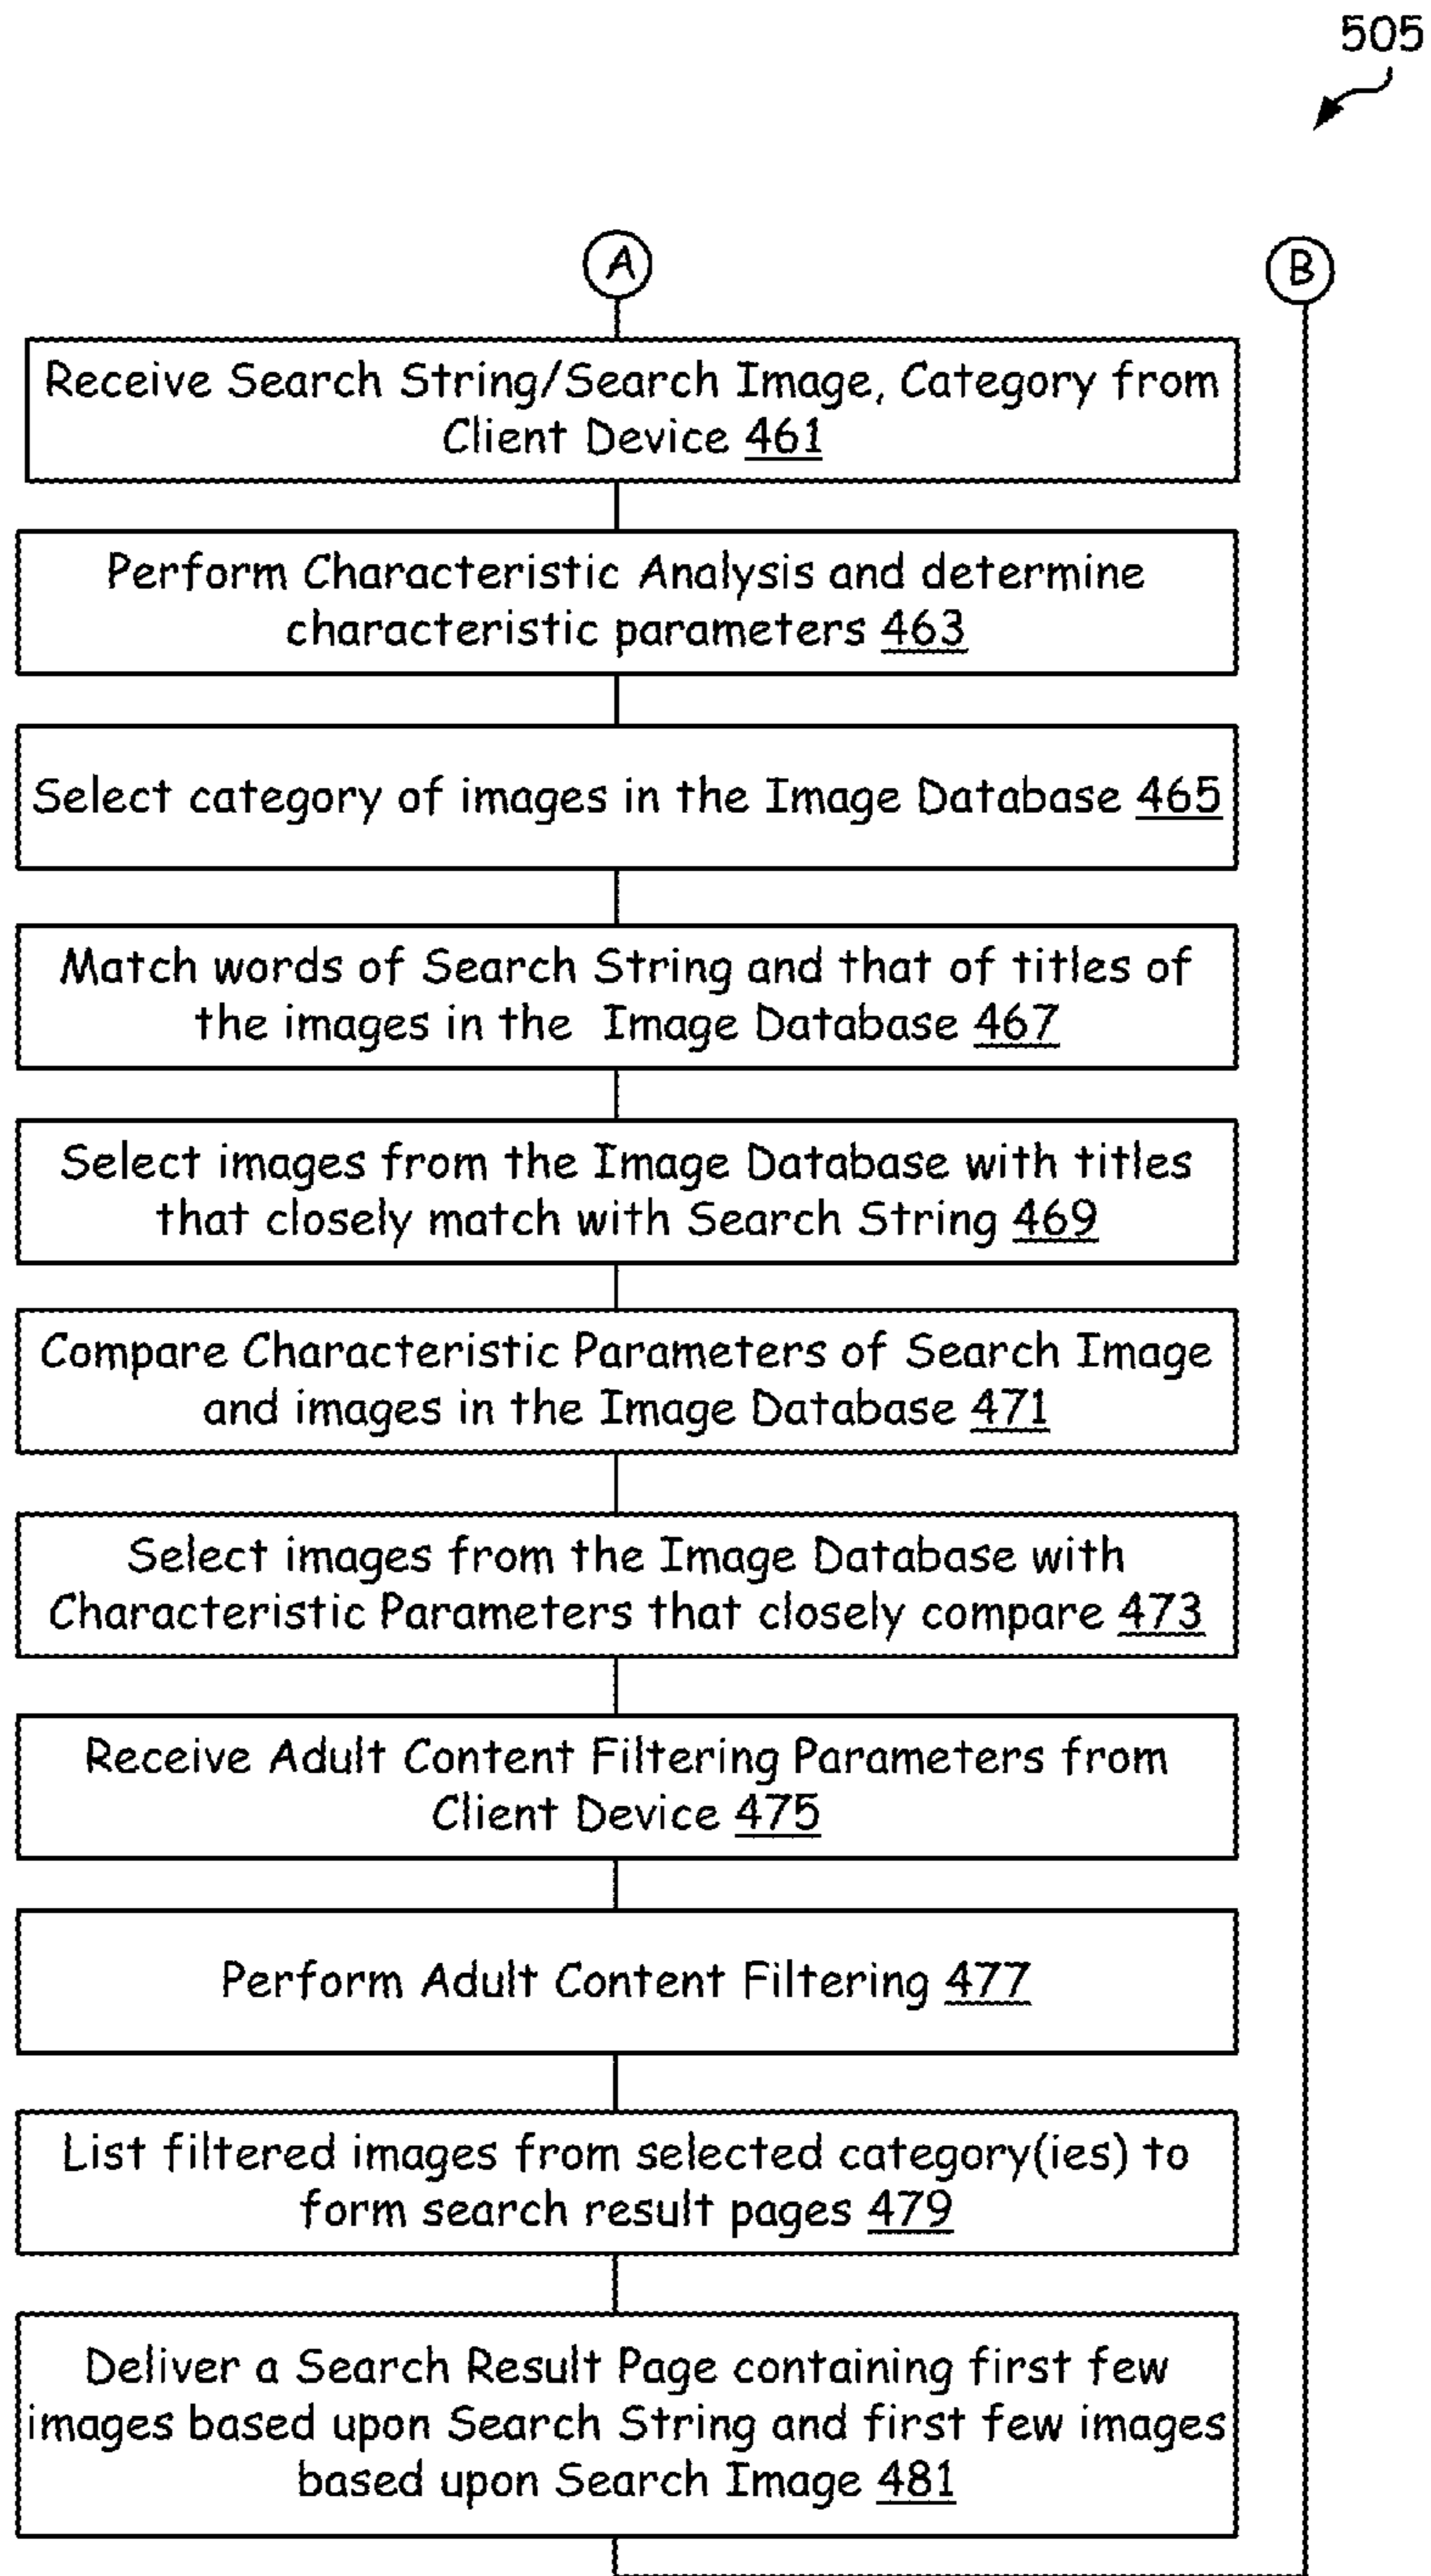 505
A
B
Receive Search String/Search Image, Category from
Client Device 461
Perform Characteristic Analysis and determine
characteristic parameters 463
Select category of images in the Image Database 465
Match words of Search String and that of titles of
the images in the Image Database 467
Select images from the Image Database with titles
that closely match with Search String 469
Compare Characteristic Parameters of Search Image
and images in the Image Database 471
Select images from the Image Database with
Characteristic Parameters that closely compare 473
Receive Adult Content Filtering Parameters from
Client Device 475
Perform Adult Content Filtering 477
List filtered images from selected category(ies) to
form search result pages 479
Deliver a Search Result Page containing first few
images based upon Search String and first few images
based upon Search Image 481